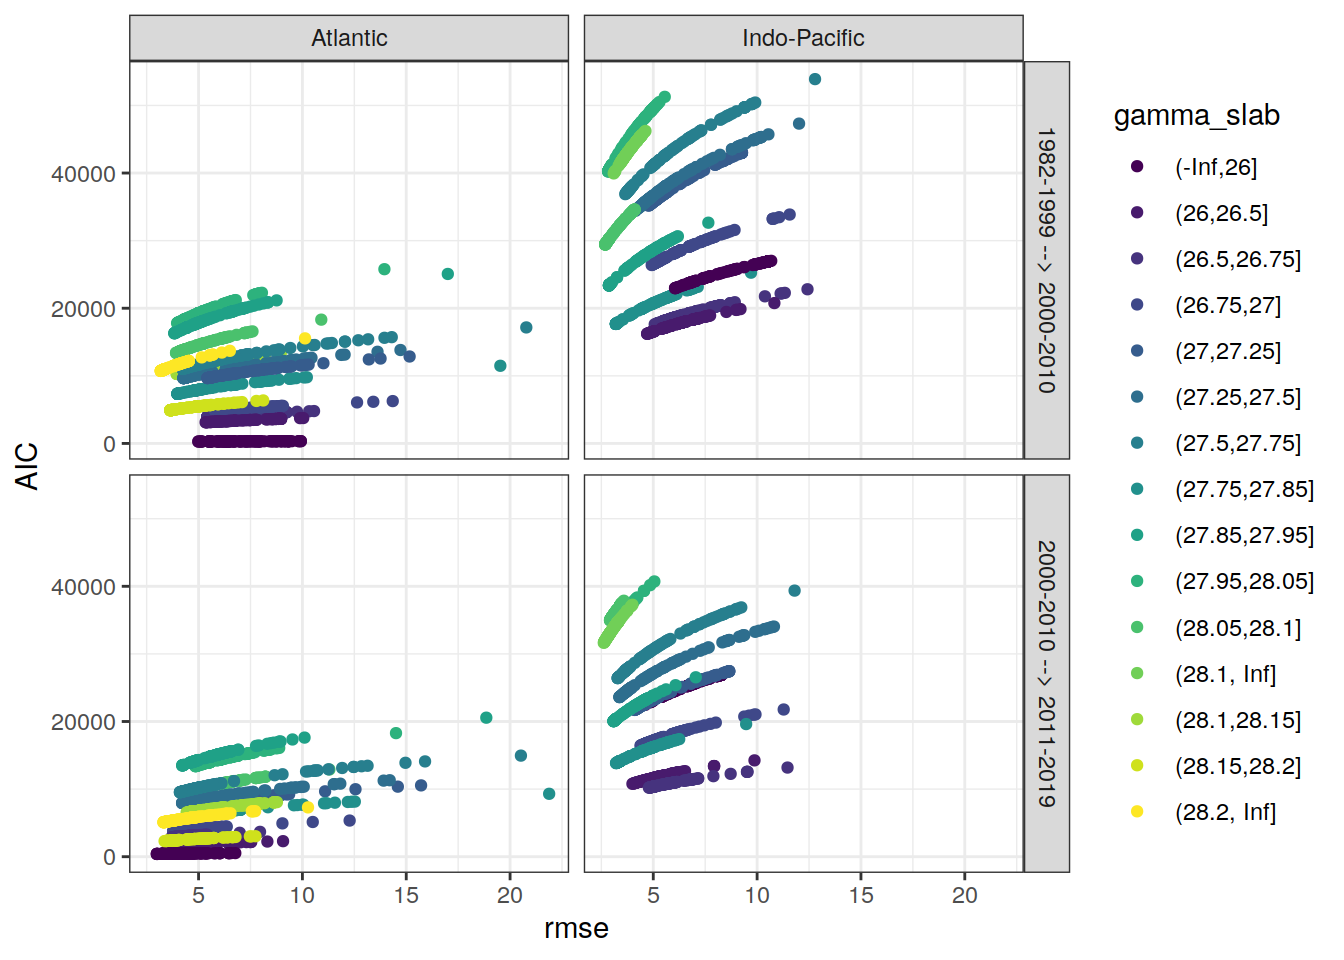 Atlantic
Indo-Pacific
40000
20000
0
1982-1999 --> 2000-2010
40000
20000
0
2000-2010 --> 2011-2019
5
10
15
20
5
10
15
20
rmse
AIC
gamma_slab
(-Inf,26]
(26,26.5]
(26.5,26.75]
(26.75,27]
(27,27.25]
(27.25,27.5]
(27.5,27.75]
(27.75,27.85]
(27.85,27.95]
(27.95,28.05]
(28.05,28.1]
(28.1, Inf]
(28.1,28.15]
(28.15,28.2]
(28.2, Inf]